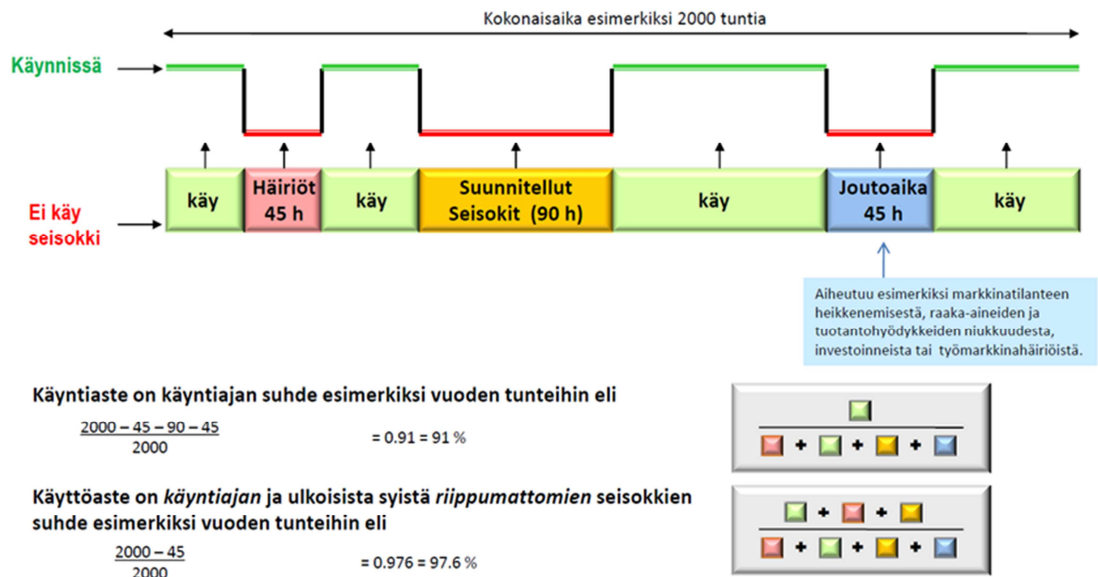 Kokonaisaika esimerkiksi 2000 tuntia
Käynnissä
Ei käy
seisokki
käy
Häiriöt
45 h
käy
Suunnitellut
Seisokit (90 h)
käy
Joutoaika
45 h
käy
Aiheutuu esimerkiksi markkinatilanteen
heikkenemisestä, raaka-aineiden ja
tuotantohyödykkeiden niukkuudesta,
investoinneista tai työmarkkinahäiriöistä.
Käyntiaste on käyntiajan suhde esimerkiksi vuoden tunteihin eli
2000 – 45 – 90 – 45
2000
= 0.91 = 91 %
+ + +
Käyttöaste on käyntiajan ja ulkoisista syistä riippumattomien seisokkien
suhde esimerkiksi vuoden tunteihin eli
2000 – 45
2000
= 0.976 = 97.6 %
+ +
+ + +